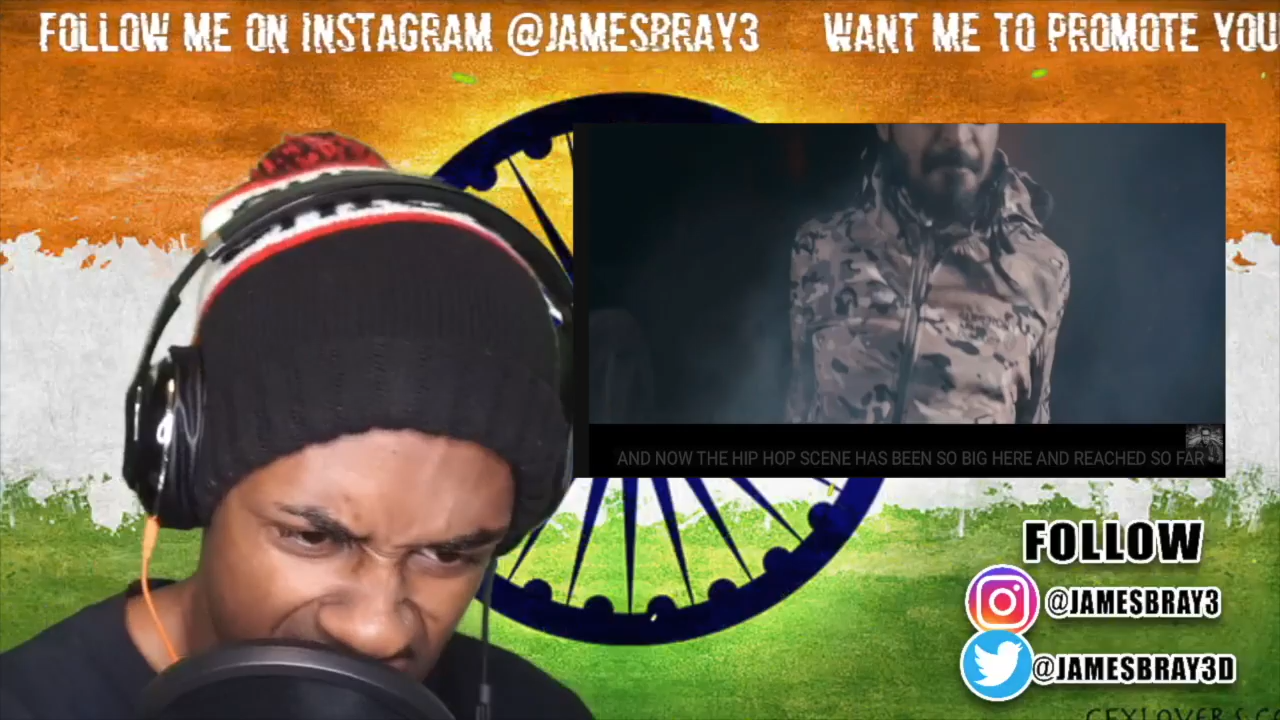 FOLLOW ME ON INSTAGRAM @JAMESBRAY3 WANT ME TO PROMOTE YOU
AND NOW THE HIP HOP SCENE HAS BEEN SO BIG HERE AND REACHED SO FAR
FOLLOW
@JAMESBRAY3
@JAMESBRAY3D